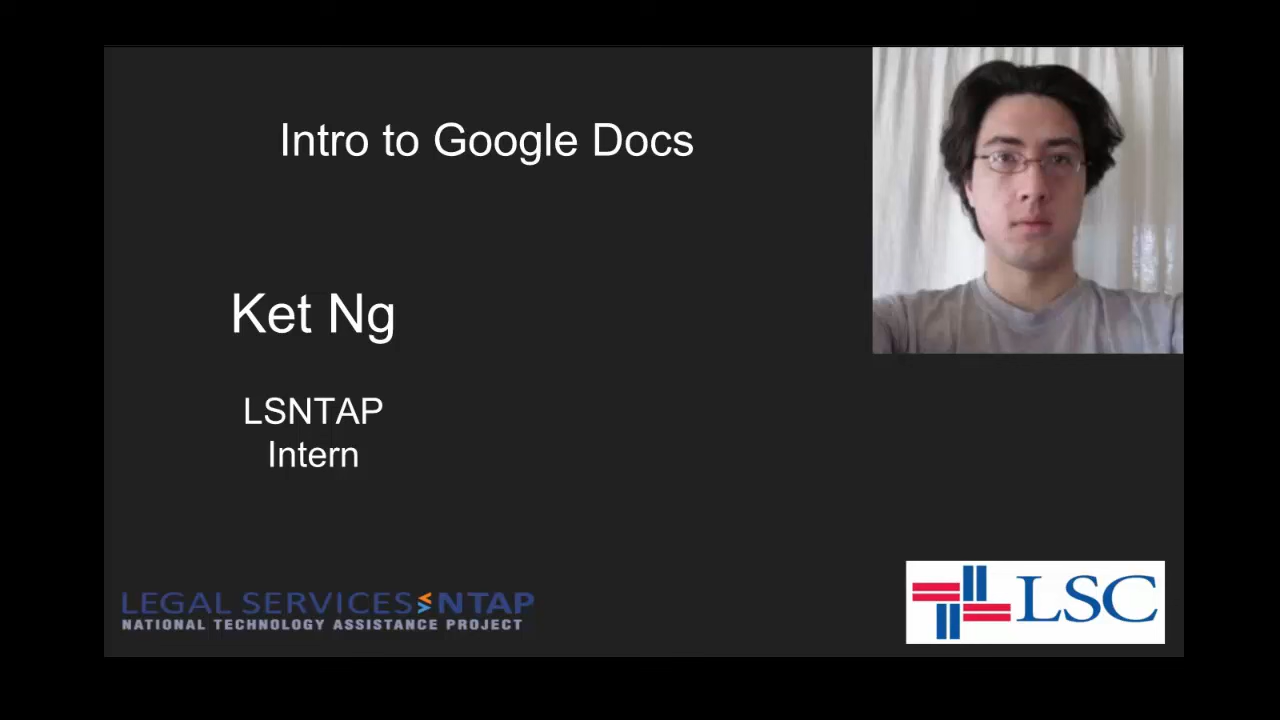 Intro to Google Docs
Ket Ng
LSNTAP
Intern
LEGAL SERVICES NTAP
NATIONAL TECHNOLOGY ASSISTANCE PROJECT
LSC